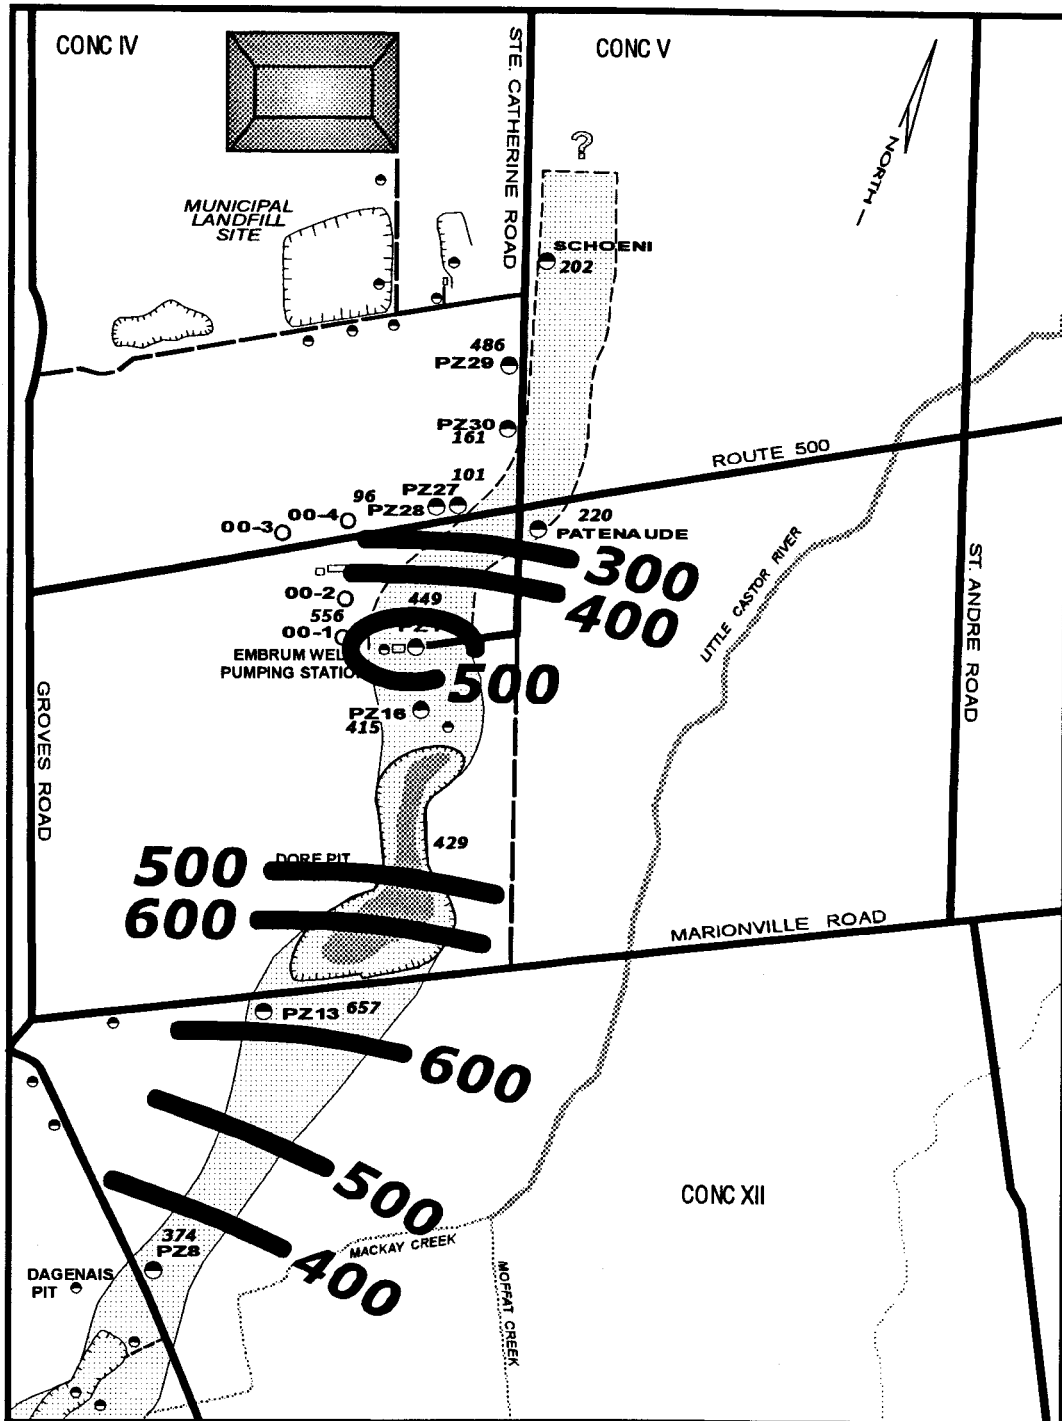 CONC IV
CONC V
STE. CATHERINE ROAD
?
NORTH
MUNICIPAL
LANDFILL
SITE
SCHOENI
202
486
PZ29
PZ30
161
ROUTE 500
101
PZ27
96
PZ28
00-4
00-3
220
PATENAUDE
300
400
00-2
449
556
00-1
EMBRUM WELL
PUMPING STATION
500
PZ16
415
LITTLE CASTOR RIVER
ST. ANDRE ROAD
GROVES ROAD
429
DORE PIT
500
600
MARIONVILLE ROAD
PZ13 657
600
500
CONC XII
374
PZ8
MACKAY CREEK
400
DAGENAIS
PIT
MOFFAT CREEK